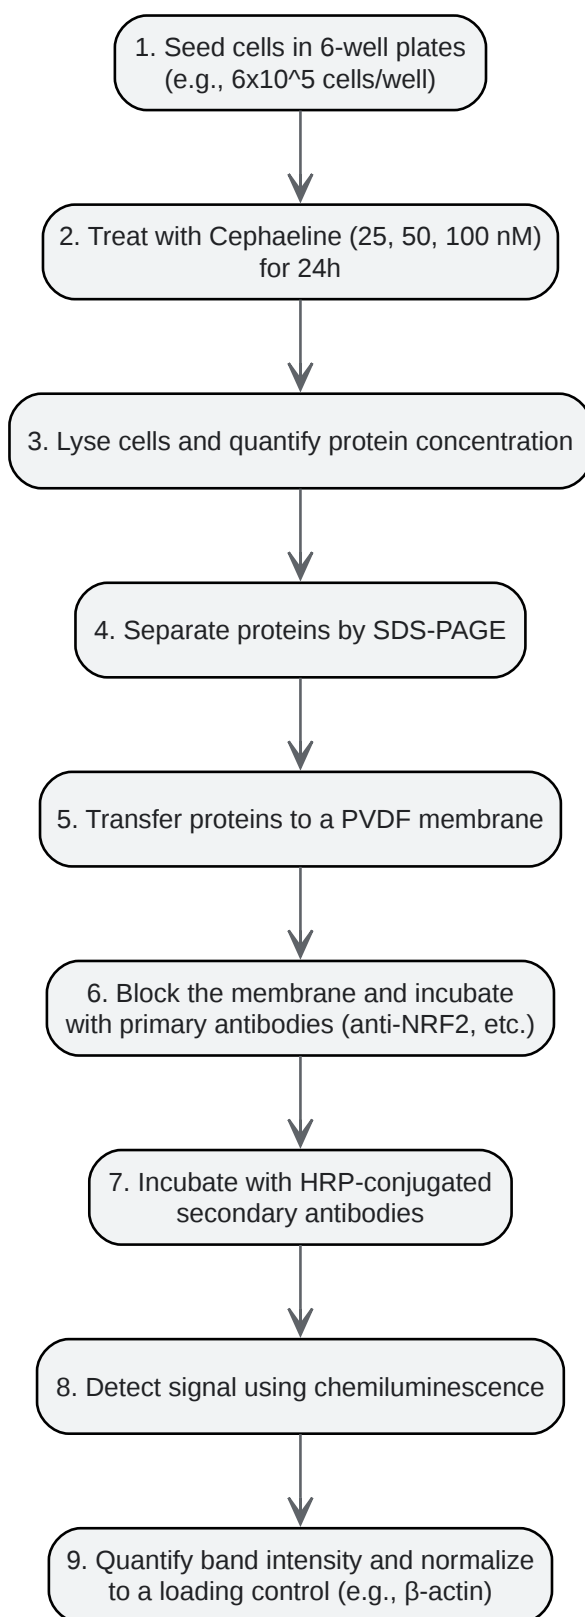 1. Seed cells in 6-well plates
(e.g., 6x10^5 cells/well)
2. Treat with Cephaeline (25, 50, 100 nM)
for 24h
3. Lyse cells and quantify protein concentration
4. Separate proteins by SDS-PAGE
5. Transfer proteins to a PVDF membrane
6. Block the membrane and incubate
with primary antibodies (anti-NRF2, etc.)
7. Incubate with HRP-conjugated
secondary antibodies
8. Detect signal using chemiluminescence
9. Quantify band intensity and normalize
to a loading control (e.g., β-actin)